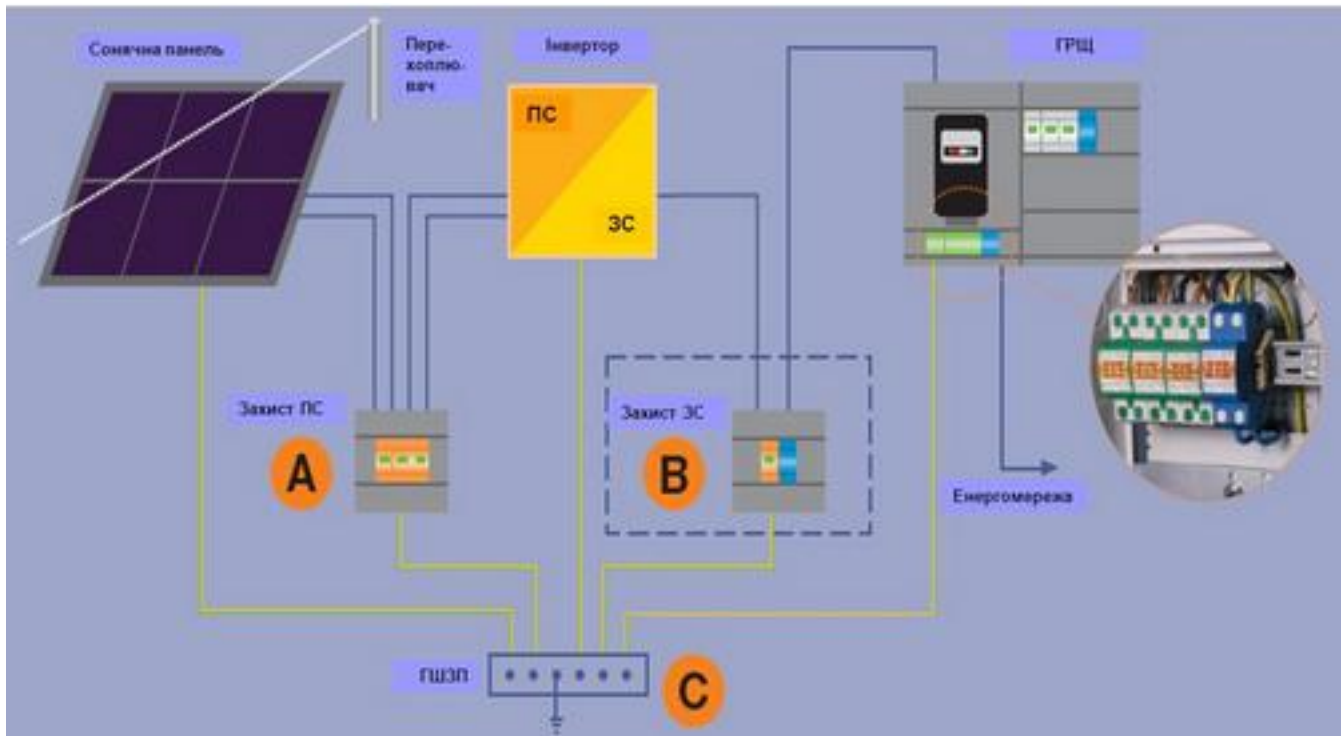 Сонячна панель
Пере-
хоплю-
вач
Інвертор
ГРЩ
ПС
ЗС
Захист ПС
Захист ЗС
A
B
Енергомережа
ГШЗП
C